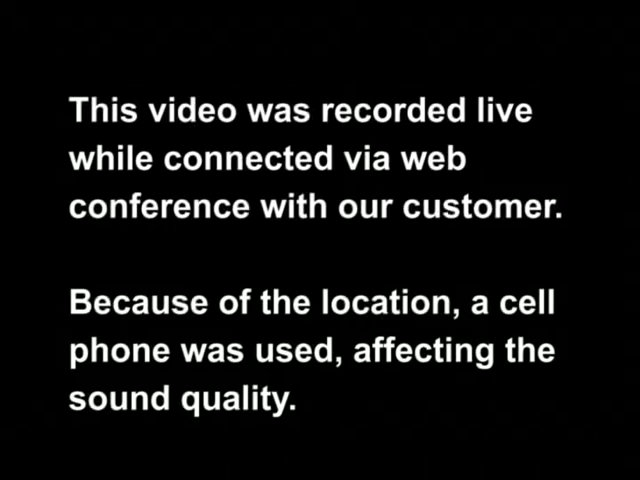 This video was recorded live
while connected via web
conference with our customer.
Because of the location, a cell
phone was used, affecting the
sound quality.